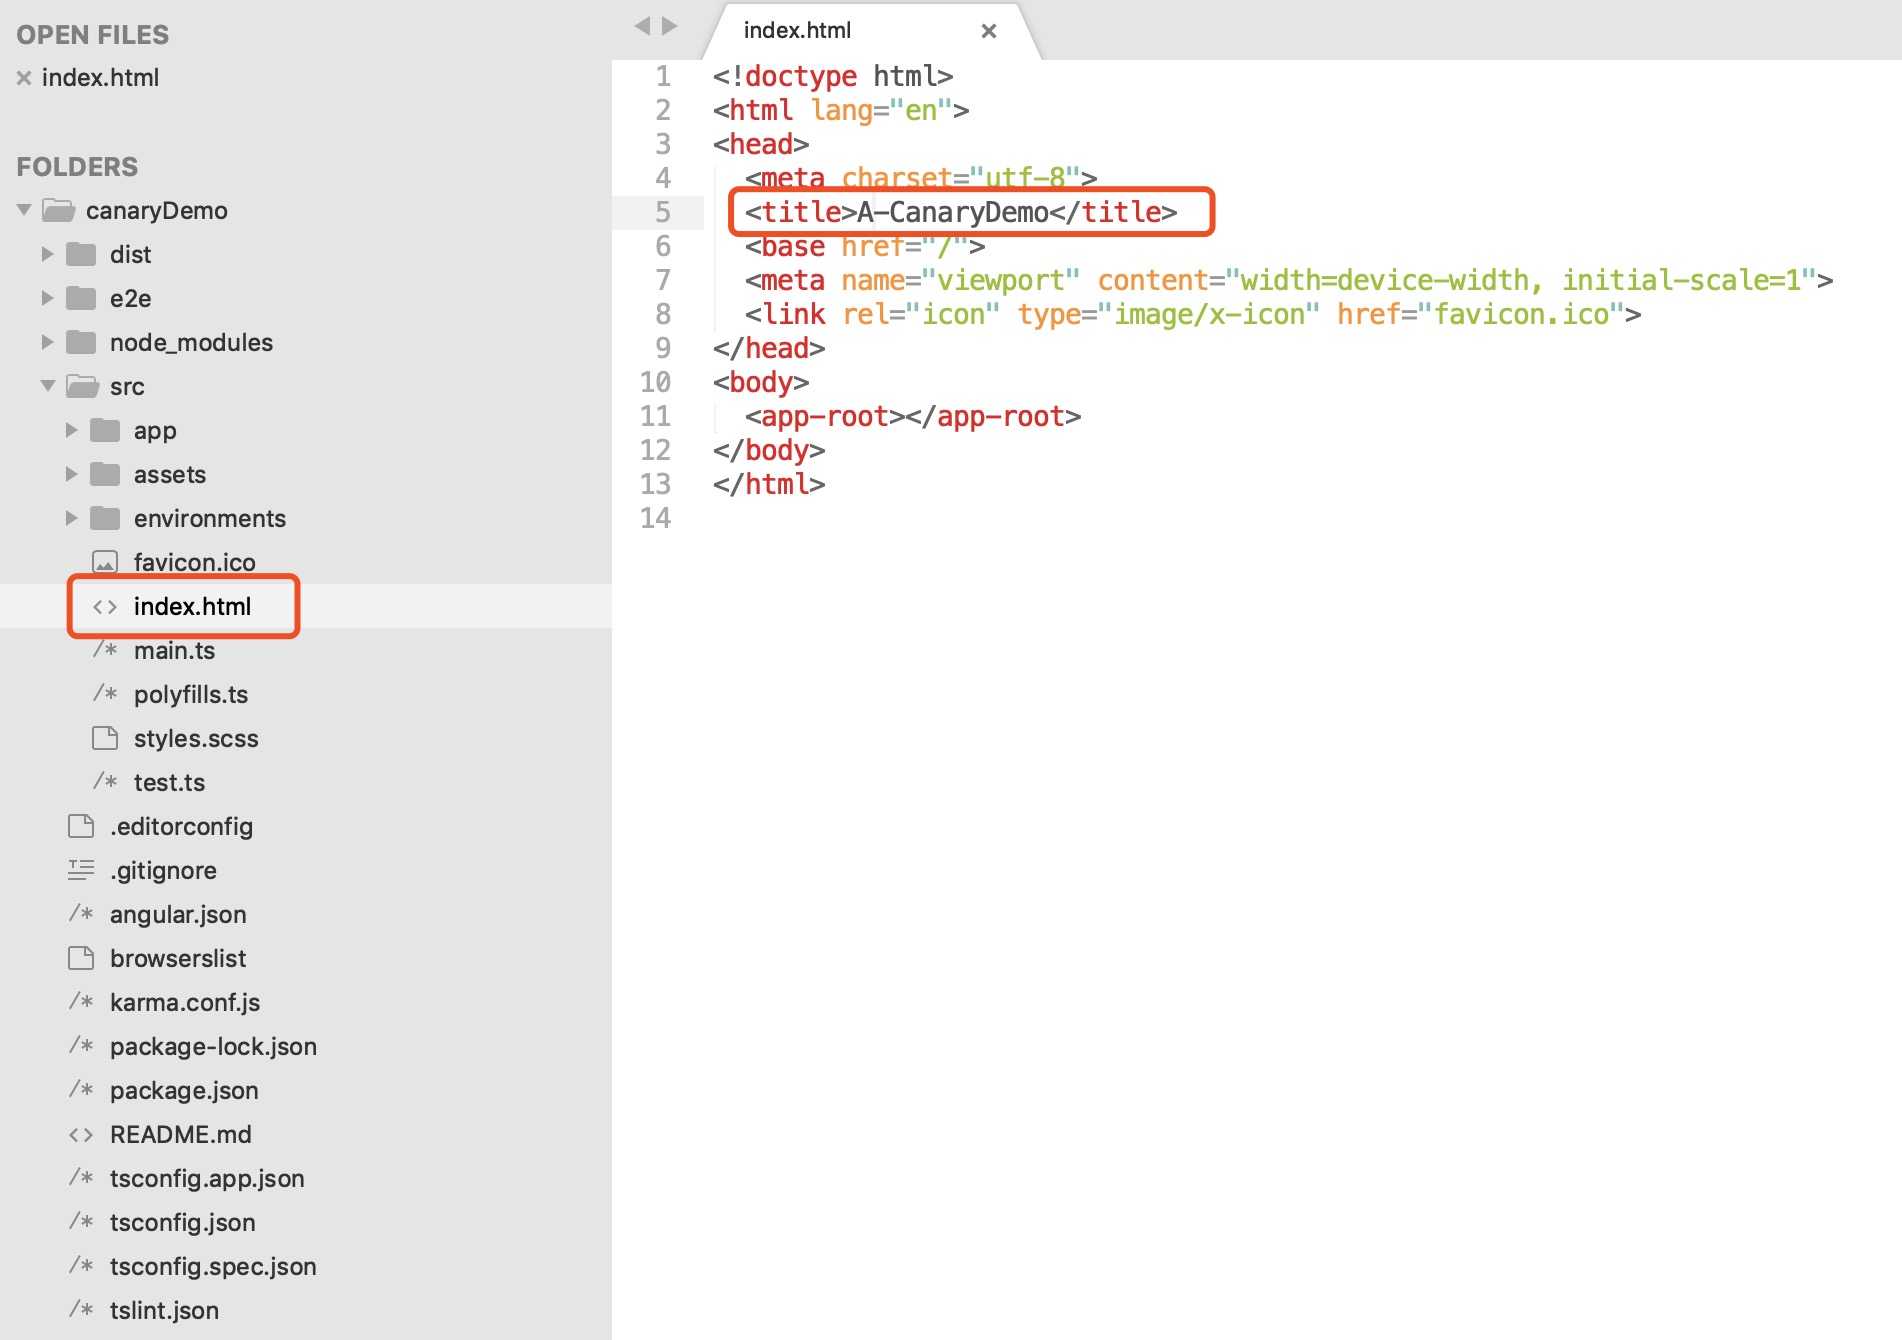 OPEN FILES
index.html
FOLDERS
canaryDemo
dist
e2e
node_modules
src
app
assets
environments
favicon.ico
index.html
main.ts
polyfills.ts
styles.scss
test.ts
.editorconfig
.gitignore
angular.json
browserslist
karma.conf.js
package-lock.json
package.json
README.md
tsconfig.app.json
tsconfig.json
tsconfig.spec.json
tslint.json
index.html
1 <!doctype html>
2 <html lang="en">
3 <head>
4 <meta charset="utf-8">
5 <title>A-CanaryDemo</title>
6 <base href="/">
7 <meta name="viewport" content="width=device-width, initial-scale=1">
8 <link rel="icon" type="image/x-icon" href="favicon.ico">
9 </head>
10 <body>
11 <app-root></app-root>
12 </body>
13 </html>
14